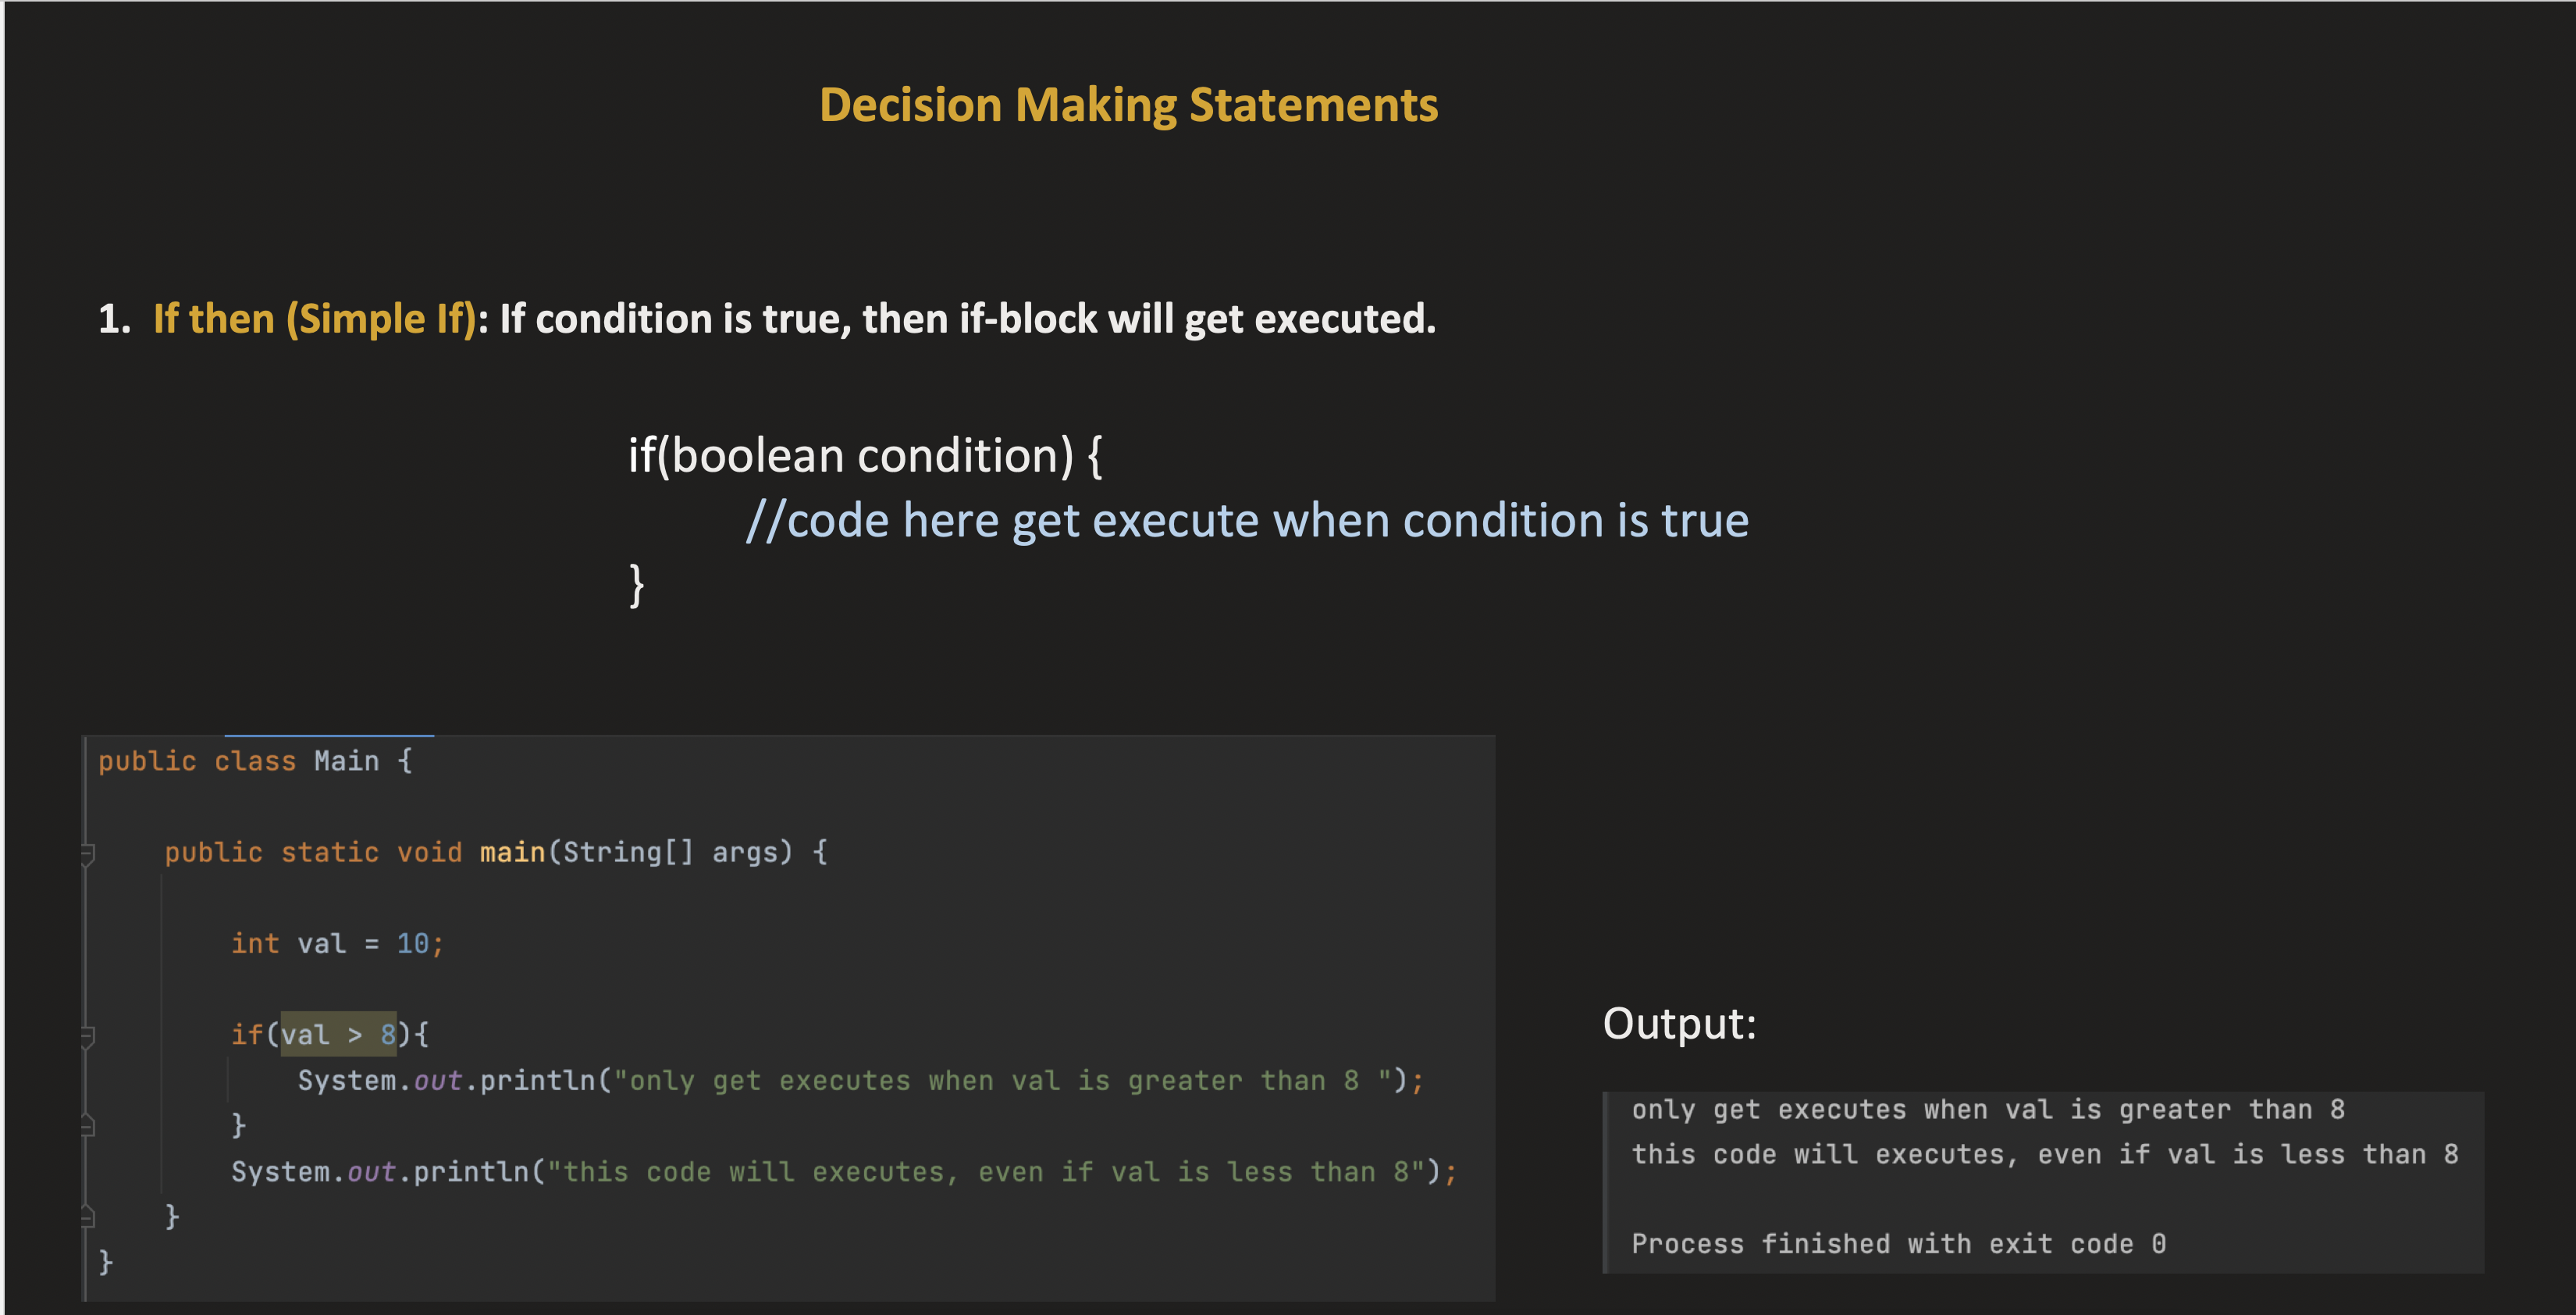 Decision Making Statements
1. If then (Simple If): If condition is true, then if-block will get executed.
if(boolean condition) {
//code here get execute when condition is true
}
public class Main {
public static void main(String[] args) {
int val = 10;
if(val > 8){
System.out.println("only get executes when val is greater than 8 ");
}
System.out.println("this code will executes, even if val is less than 8");
}
}
Output:
only get executes when val is greater than 8
this code will executes, even if val is less than 8
Process finished with exit code 0